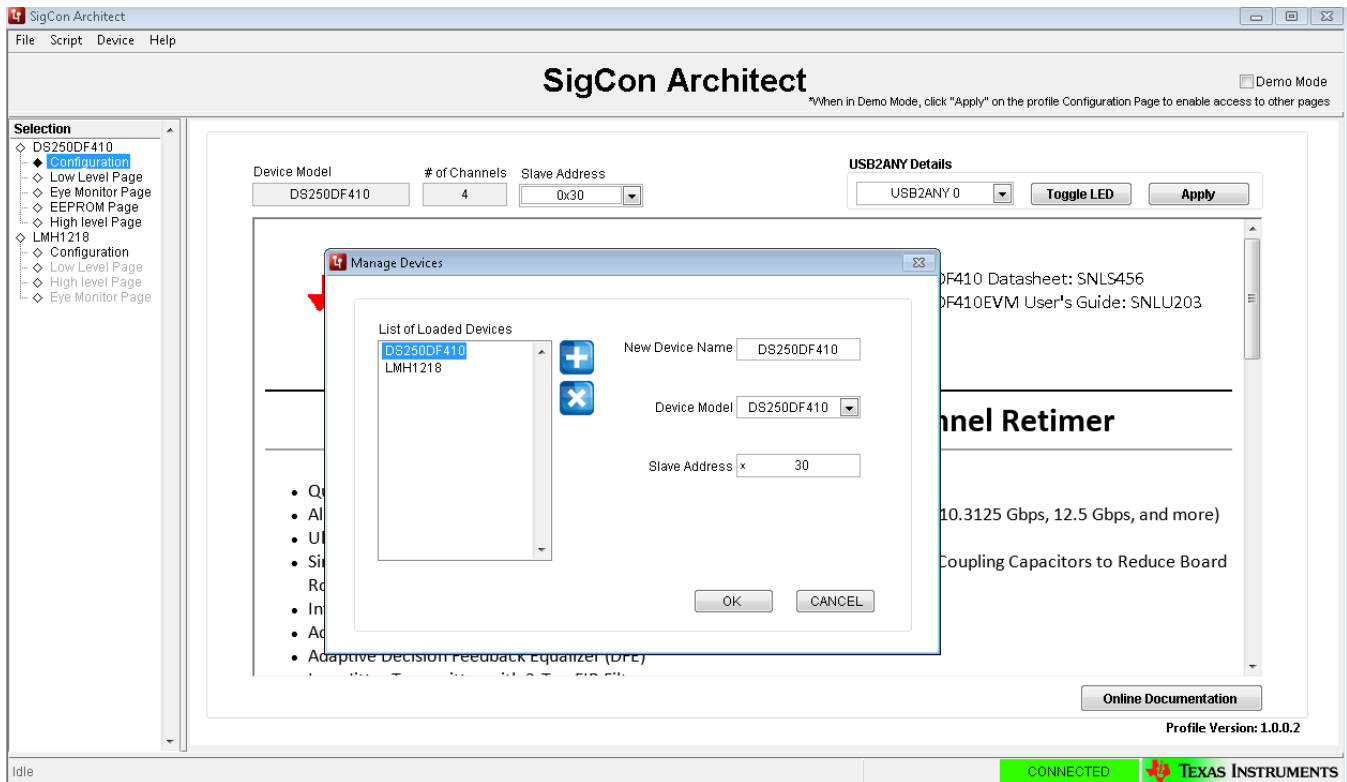 SigCon Architect
File Script Device Help
SigCon Architect
Demo Mode
*When in Demo Mode, click "Apply" on the profile Configuration Page to enable access to other pages
Selection
DS250DF410
Configuration
Low Level Page
Eye Monitor Page
EEPROM Page
High level Page
LMH1218
Configuration
Low Level Page
High level Page
Eye Monitor Page
Device Model
DS250DF410
# of Channels
4
Slave Address
0x30
USB2ANY Details
USB2ANY 0
Toggle LED
Apply
DF410 Datasheet: SNLS456
DF410EVM User's Guide: SNLU203
nnel Retimer
10.3125 Gbps, 12.5 Gbps, and more)
Coupling Capacitors to Reduce Board
Adaptive Decision Feedback Equalizer (DFE)
Manage Devices
List of Loaded Devices
DS250DF410
LMH1218
New Device Name
DS250DF410
Device Model
DS250DF410
Slave Address
x 30
OK
CANCEL
Online Documentation
Profile Version: 1.0.0.2
Idle
CONNECTED
TEXAS INSTRUMENTS